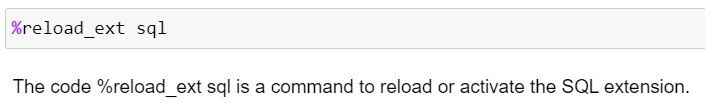 %reload_ext sql
The code %reload_ext sql is a command to reload or activate the SQL extension.